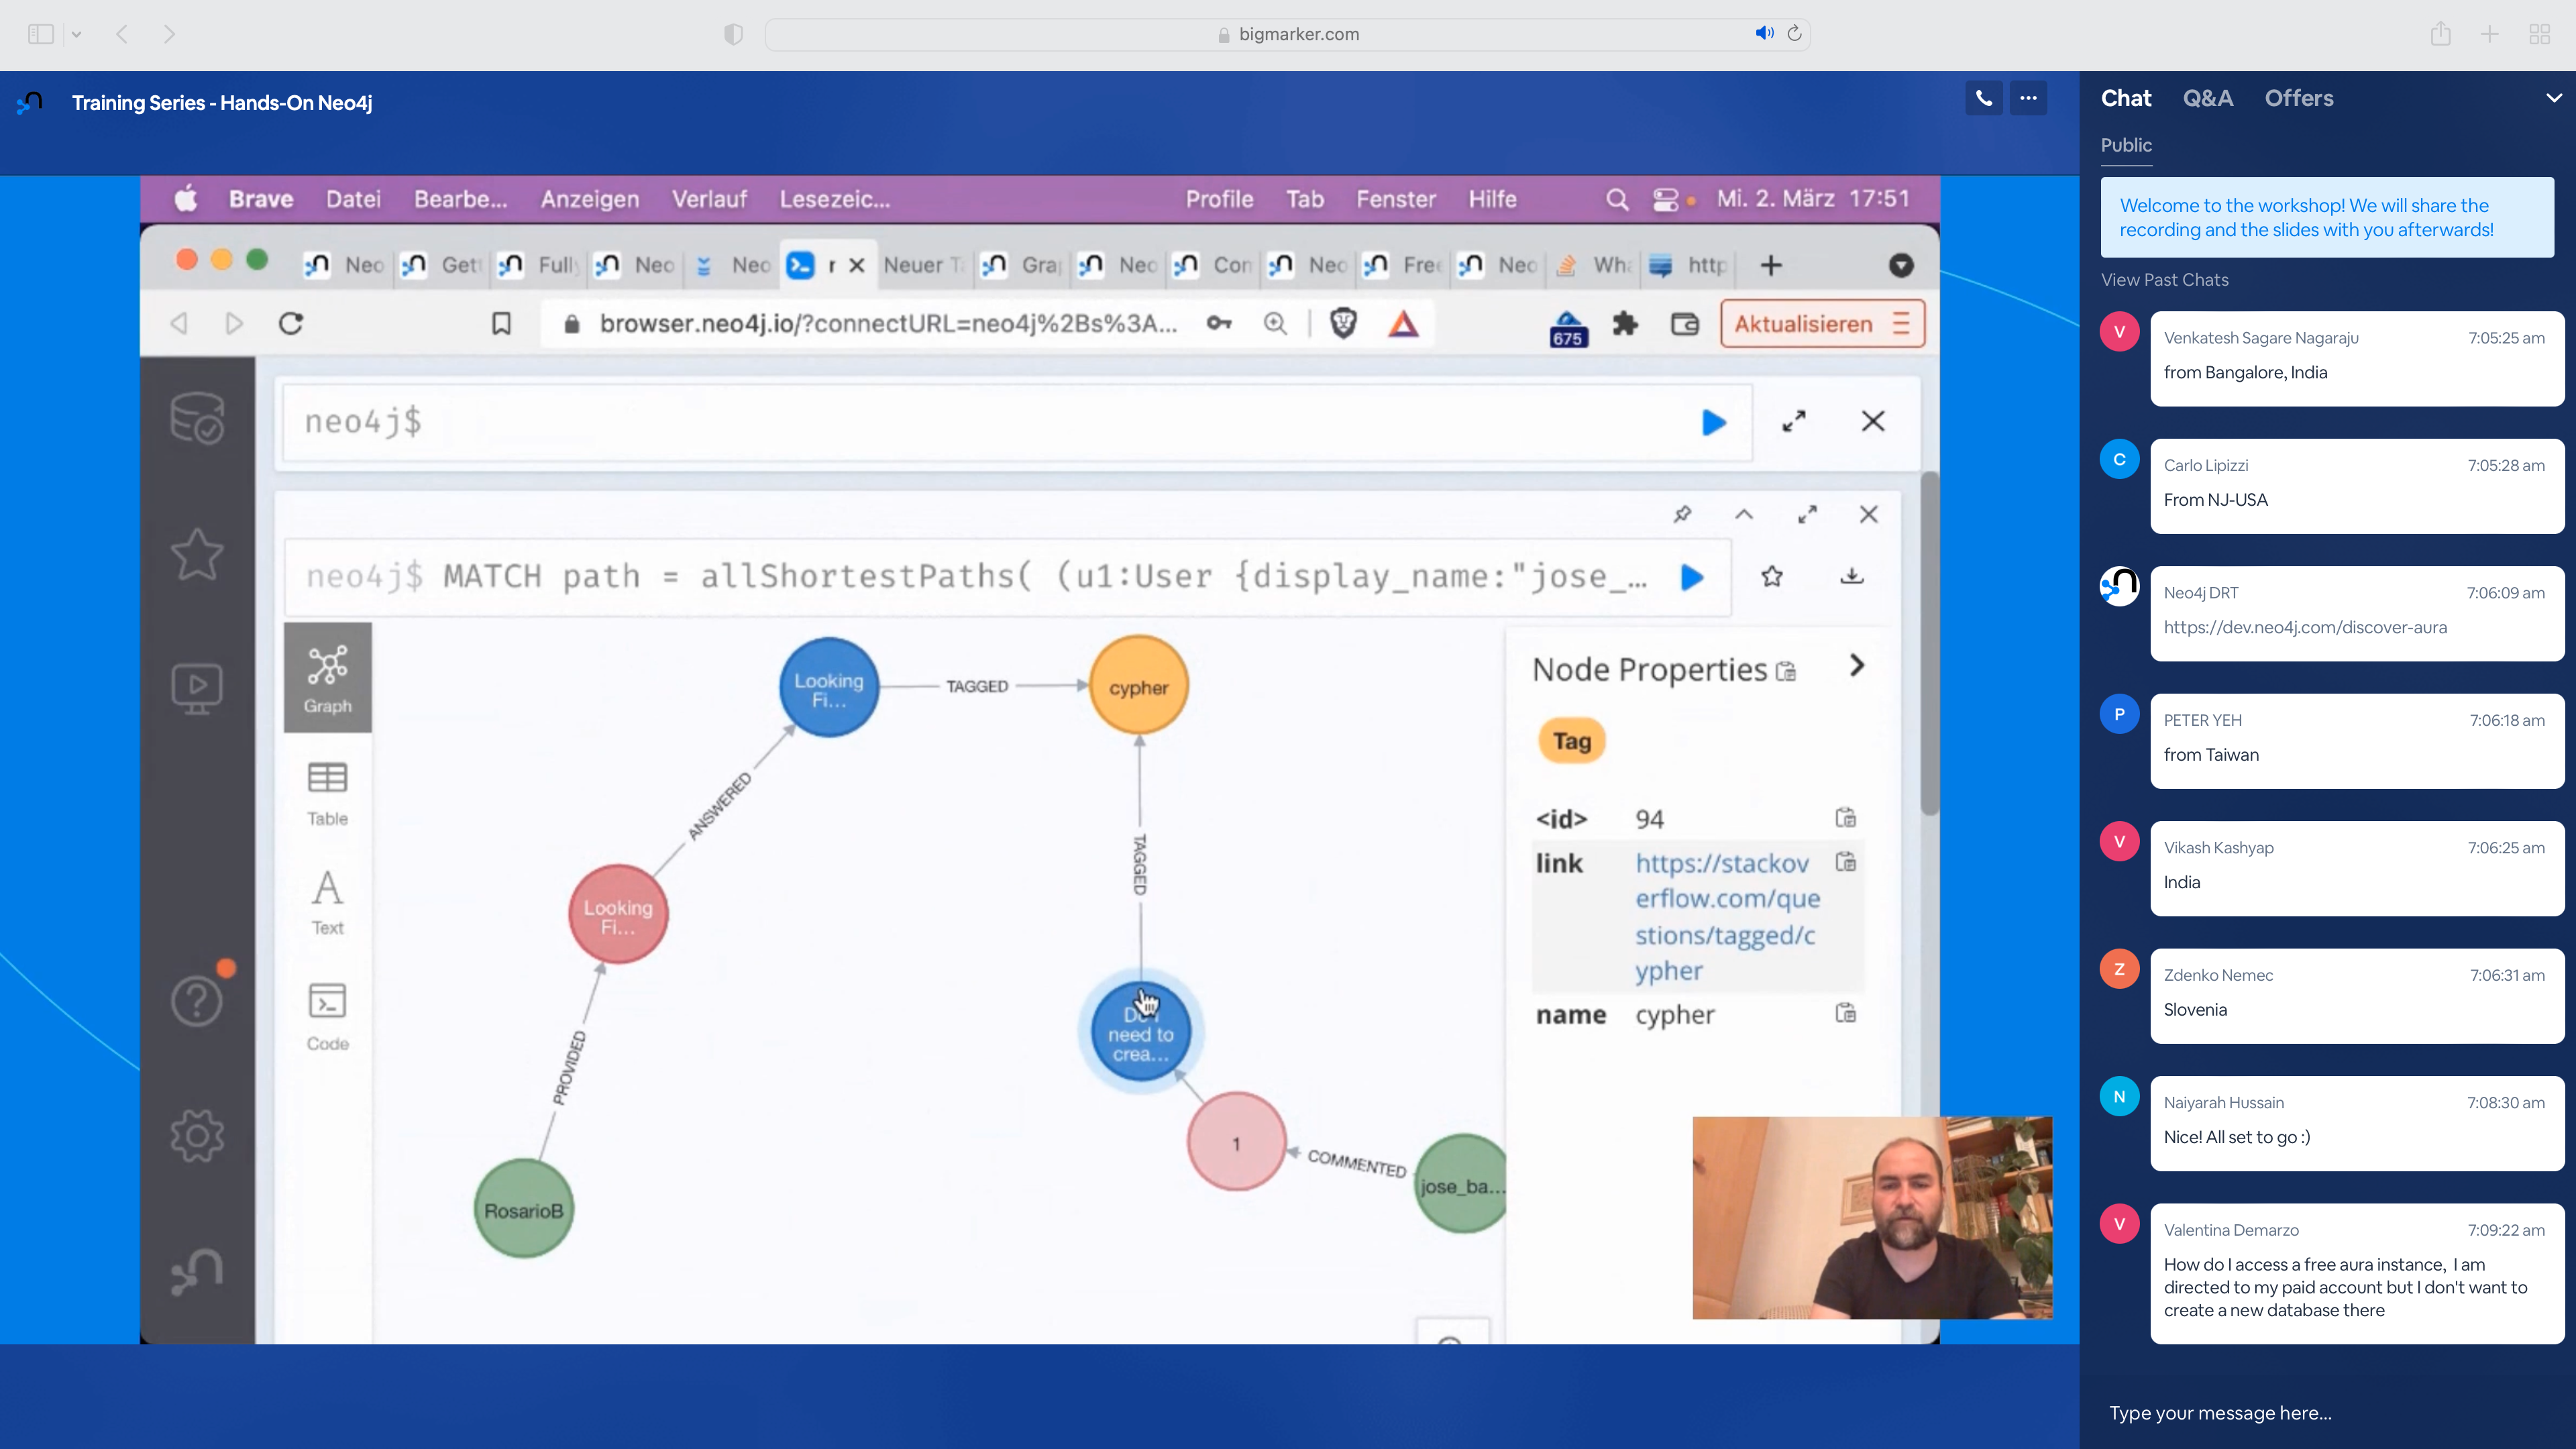 bigmarker.com
Training Series - Hands-On Neo4j
Brave Datei Bearbe... Anzeigen Verlauf Lesezeic... Profile Tab Fenster Hilfe Mi. 2. März 17:51
Neo Gett Fully Neo Neo r Neuer Ta Gra Neo Con Neo Free Neo Wha http
browser.neo4j.io/?connectURL=neo4j%2Bs%3A... 675 Aktualisieren
neo4j$
neo4j$ MATCH path = allShortestPaths( (u1:User {display_name:"jose_...
Graph
Table
Text
Code
Looking
Fi...
TAGGED
cypher
ANSWERED
TAGGED
Looking
Fi...
need to
crea...
PROVIDED
1
COMMENTED
jose_ba...
RosarioB
Node Properties
Tag
<id> 94
link https://stackov
erflow.com/que
stions/tagged/c
ypher
name cypher
Chat Q&A Offers
Public
Welcome to the workshop! We will share the
recording and the slides with you afterwards!
View Past Chats
V
Venkatesh Sagare Nagaraju 7:05:25 am
from Bangalore, India
C
Carlo Lipizzi 7:05:28 am
From NJ-USA
Neo4j DRT 7:06:09 am
https://dev.neo4j.com/discover-aura
P
PETER YEH 7:06:18 am
from Taiwan
V
Vikash Kashyap 7:06:25 am
India
Z
Zdenko Nemec 7:06:31 am
Slovenia
N
Naiyarah Hussain 7:08:30 am
Nice! All set to go :)
V
Valentina Demarzo 7:09:22 am
How do I access a free aura instance, I am
directed to my paid account but I don't want to
create a new database there
Type your message here...